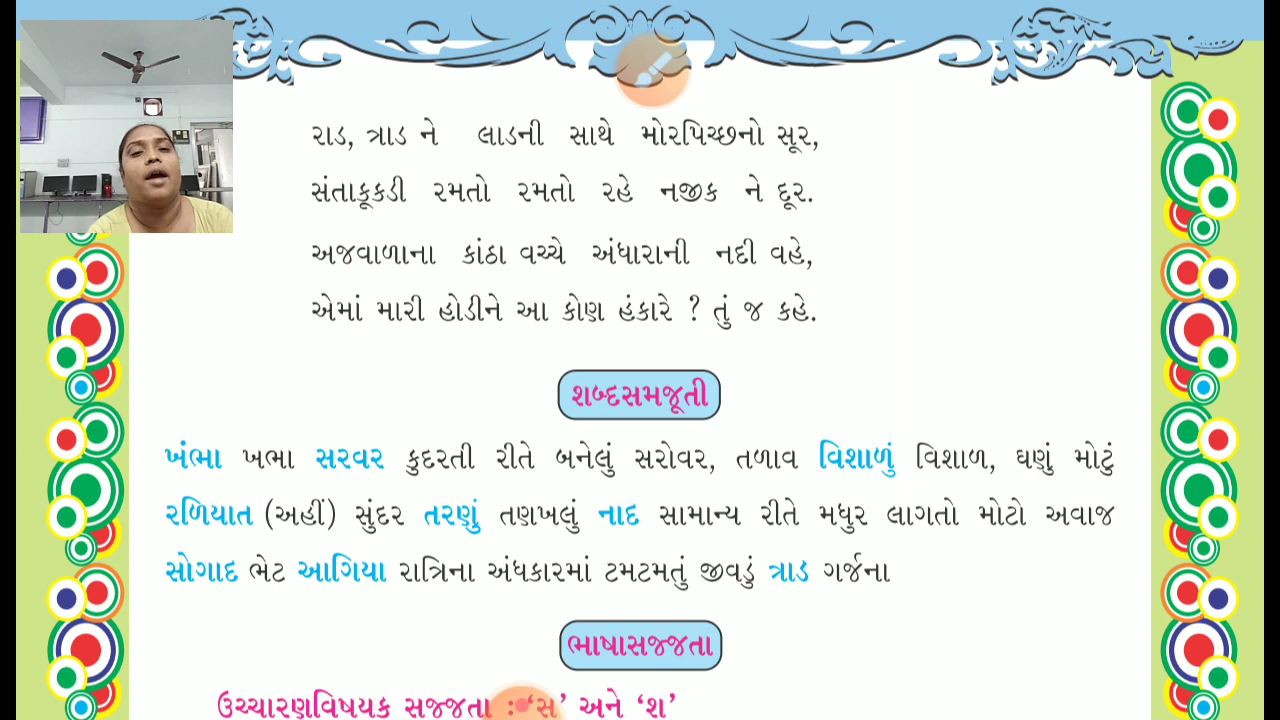 રાડ, ત્રાડ ને લાડની સાથે મોરપિચ્છનો સૂર,
સંતાકૂકડી રમતો રમતો રહે નજીક ને દૂર.
અજવાળાના કાંઠા વચ્ચે અંધારાની નદી વહે,
એમાં મારી હોડીને આ કોણ હંકારે ? તું જ કહે.
શબ્દસમજૂતી
ખંભા ખભા સરવર કુદરતી રીતે બનેલું સરોવર, તળાવ વિશાળું વિશાળ, ઘણું મોટું
રળિયાત (અહીં) સુંદર તરણું તણખલું નાદ સામાન્ય રીતે મધુર લાગતો મોટો અવાજ
સોગાદ ભેટ આગિયા રાત્રિના અંધકારમાં ટમટમતું જીવડું ત્રાડ ગર્જના
ભાષાસજ્જતા
ઉચ્ચારણવિષયક સજ્જતા : ‘સ’ અને ‘શ’